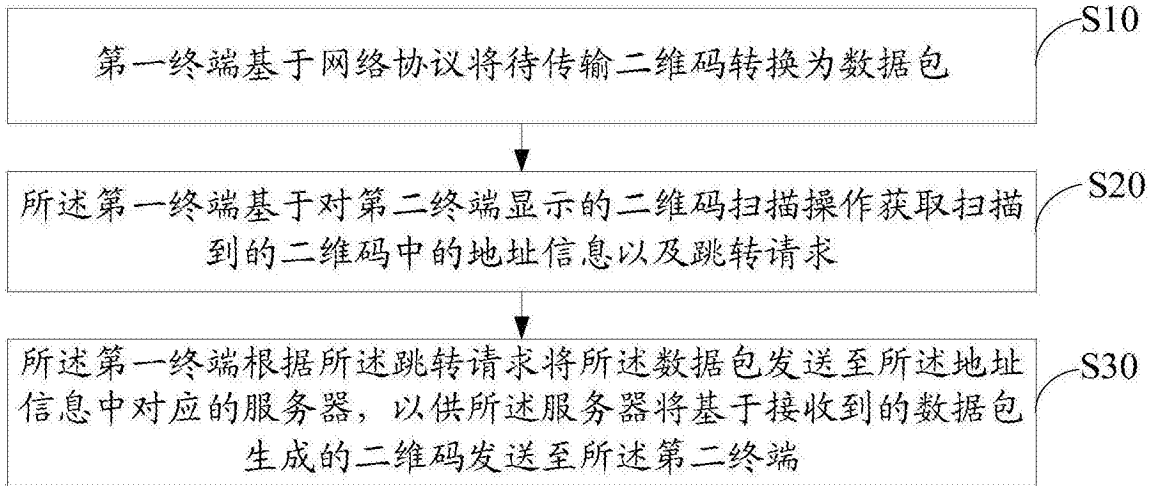 S10
第一终端基于网络协议将待传输二维码转换为数据包
S20
所述第一终端基于对第二终端显示的二维码扫描操作获取扫描
到的二维码中的地址信息以及跳转请求
S30
所述第一终端根据所述跳转请求将所述数据包发送至所述地址
信息中对应的服务器，以供所述服务器将基于接收到的数据包
生成的二维码发送至所述第二终端